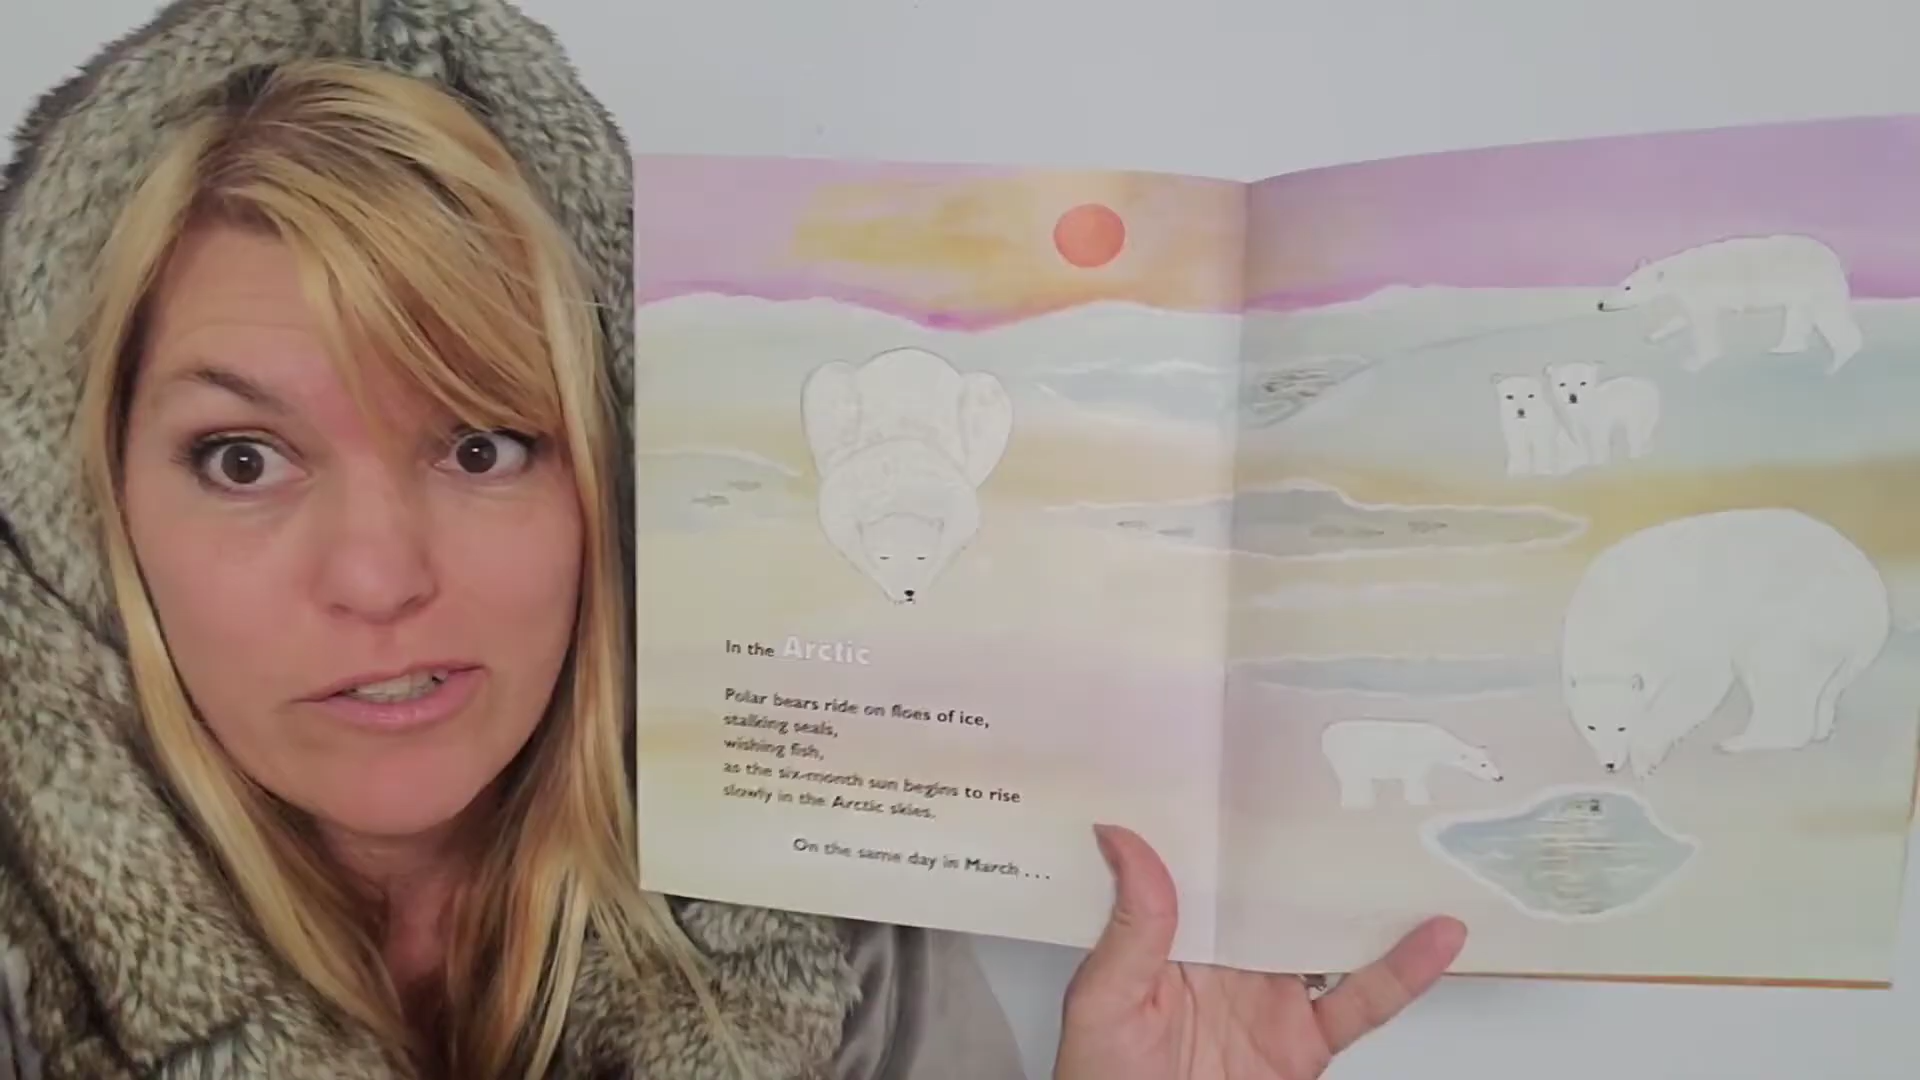 In the Arctic
Polar bears ride on floes of ice,
stalking seals,
wishing fish,
as the six-month sun begins to rise
slowly in the Arctic skies.
On the same day in March . . .